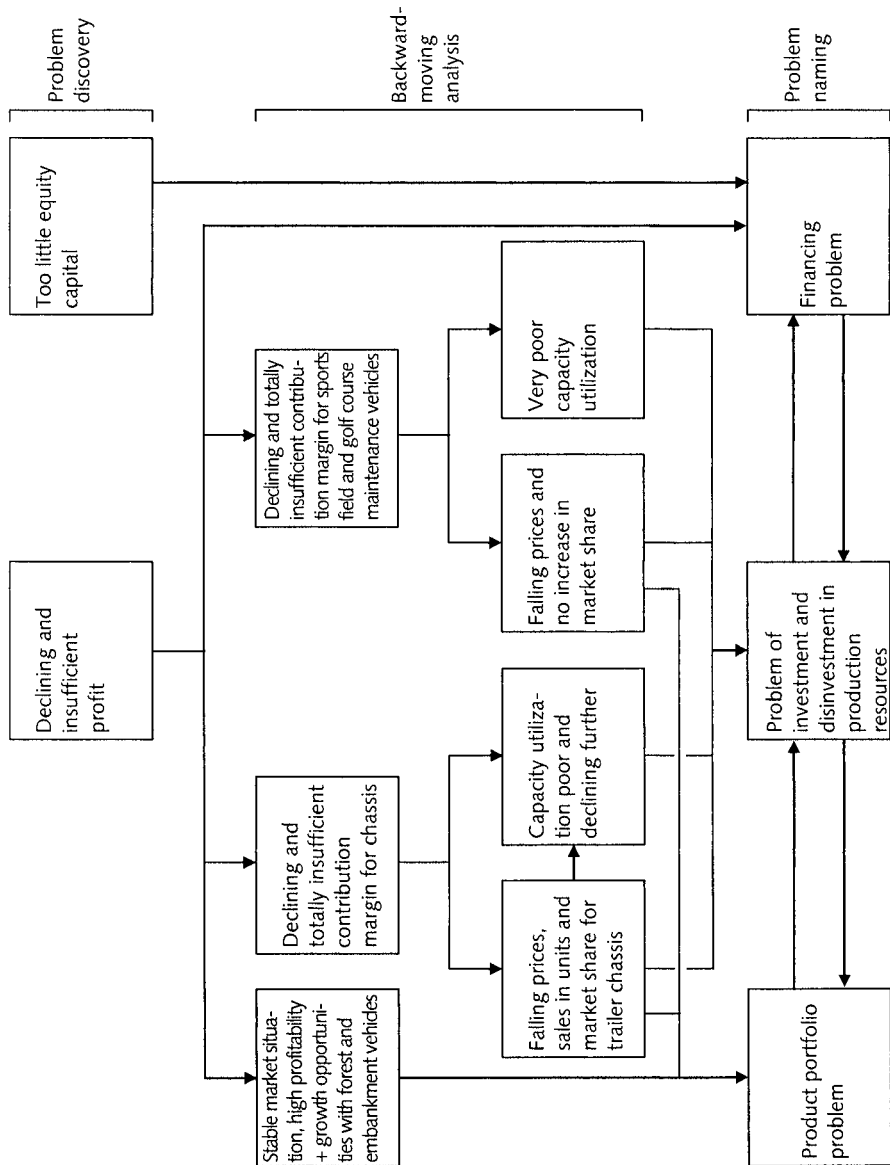 Problem
discovery
Too little equity
capital
Declining and
insufficient
profit
Backward-
moving
analysis
Declining and totally
insufficient contribu-
tion margin for sports
field and golf course
maintenance vehicles
Declining and
totally insufficient
contribution
margin for chassis
Stable market situa-
tion, high profitability
+ growth opportuni-
ties with forest and
embankment vehicles
Very poor
capacity
utilization
Falling prices and
no increase in
market share
Capacity utiliza-
tion poor and
declining further
Falling prices,
sales in units and
market share for
trailer chassis
Problem
naming
Financing
problem
Problem of
investment and
disinvestment in
production
resources
Product portfolio
problem